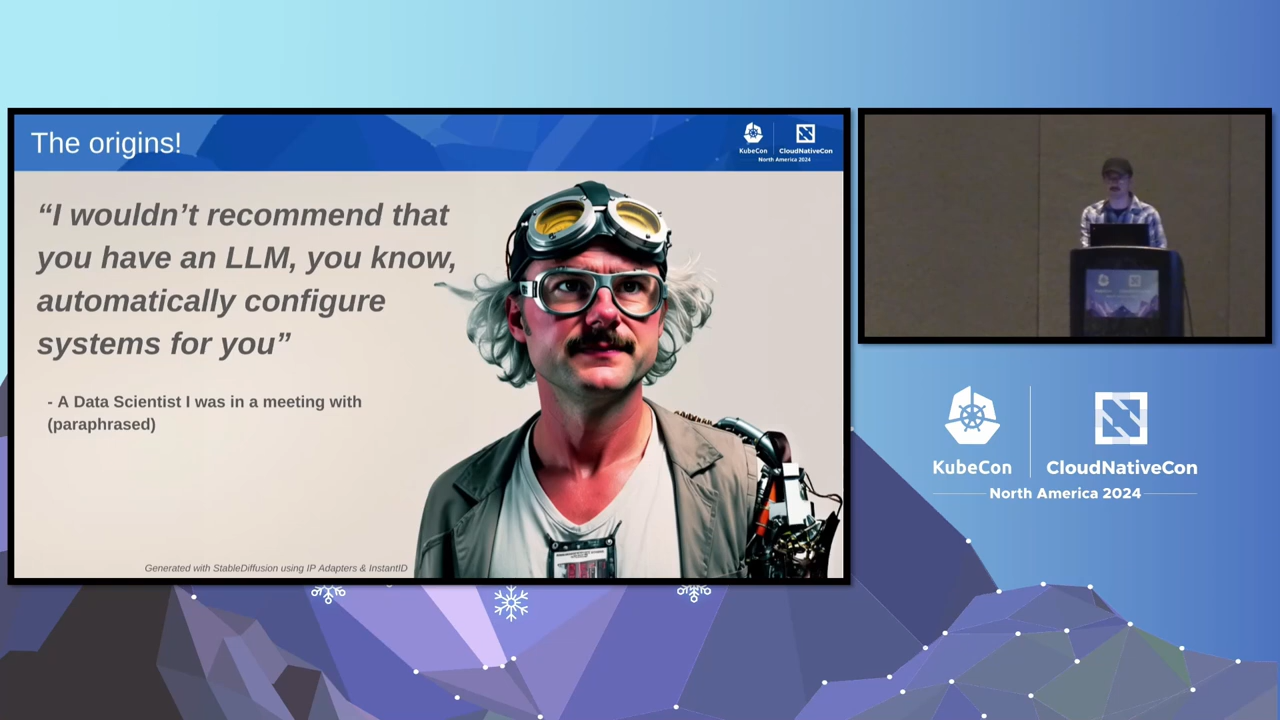 The origins!
KubeCon
CloudNativeCon
North America 2024
“I wouldn’t recommend that
you have an LLM, you know,
automatically configure
systems for you”
- A Data Scientist I was in a meeting with
(paraphrased)
Generated with StableDiffusion using IP Adapters & InstantID
KubeCon
CloudNativeCon
North America 2024